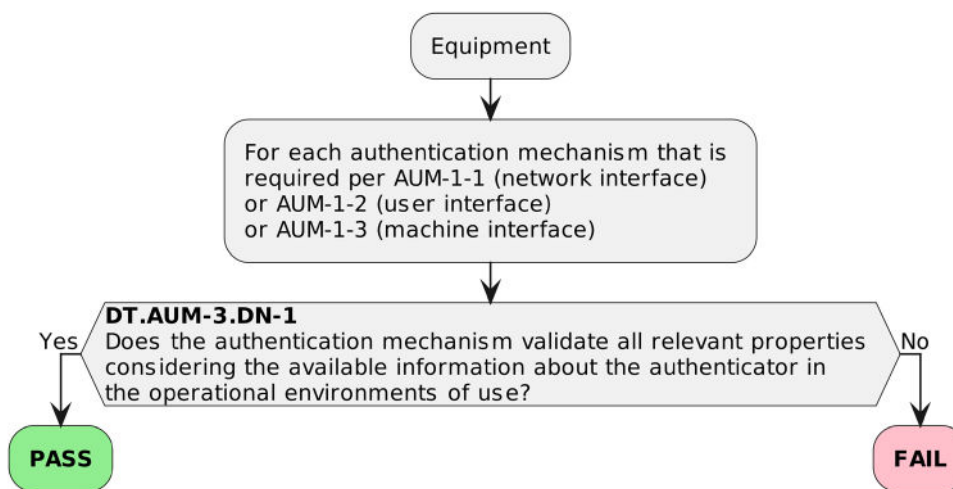 Equipment
For each authentication mechanism that is
required per AUM-1-1 (network interface)
or AUM-1-2 (user interface)
or AUM-1-3 (machine interface)
DT.AUM-3.DN-1
Yes
Does the authentication mechanism validate all relevant properties
No
considering the available information about the authenticator in
the operational environments of use?
PASS
FAIL